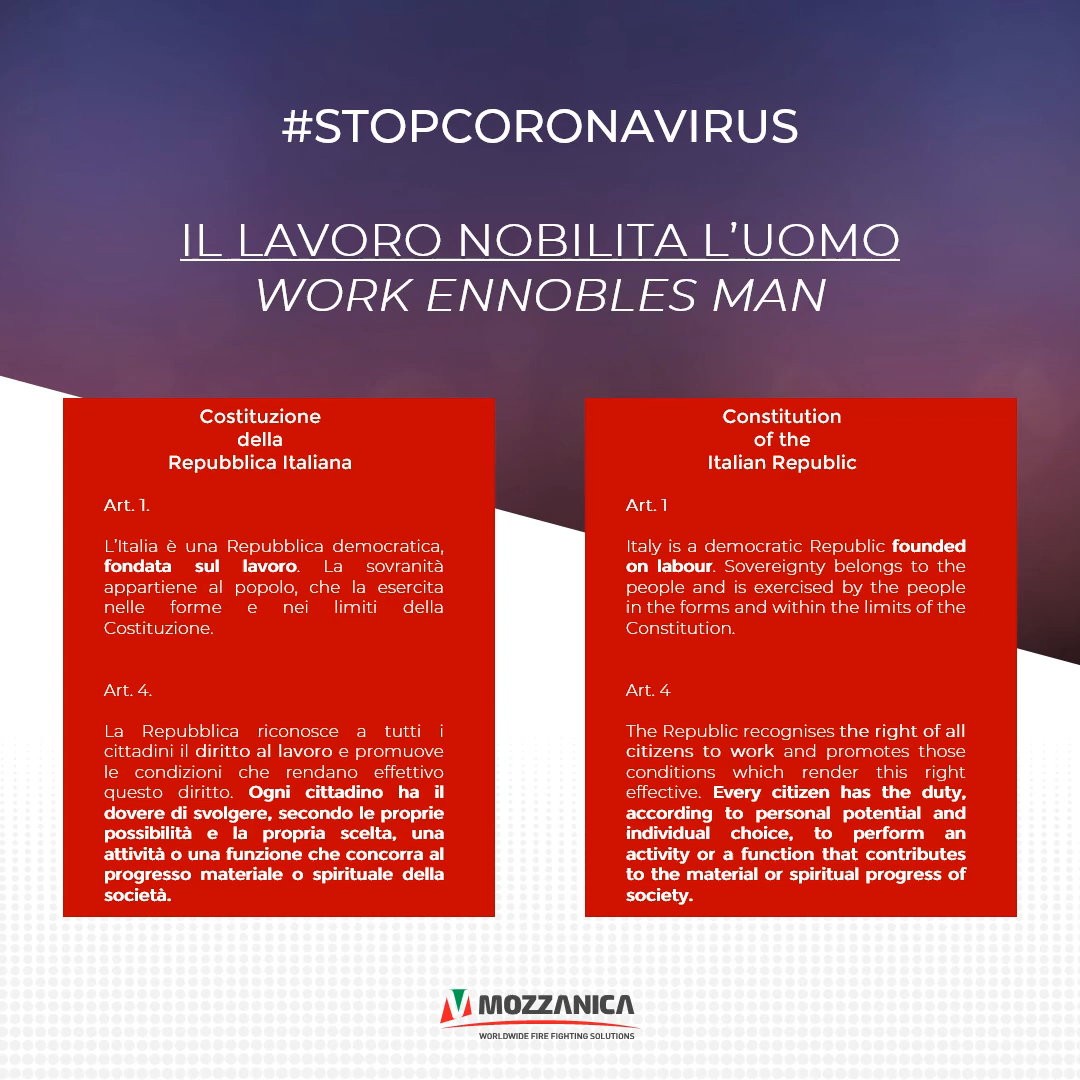 #STOPCORONAVIRUS
IL LAVORO NOBILITA L'UOMO
WORK ENNOBLES MAN
Costituzione
della
Repubblica Italiana
Art. 1.
L'Italia è una Repubblica democratica,
fondata sul lavoro. La sovranità
appartiene al popolo, che la esercita
nelle forme e nei limiti della
Costituzione.
Art. 4.
La Repubblica riconosce a tutti i
cittadini il diritto al lavoro e promuove
le condizioni che rendano effettivo
questo diritto. Ogni cittadino ha il
dovere di svolgere, secondo le proprie
possibilità e la propria scelta, una
attività o una funzione che concorra al
progresso materiale o spirituale della
società.
Constitution
of the
Italian Republic
Art. 1
Italy is a democratic Republic founded
on labour. Sovereignty belongs to the
people and is exercised by the people
in the forms and within the limits of the
Constitution.
Art. 4
The Republic recognises the right of all
citizens to work and promotes those
conditions which render this right
effective. Every citizen has the duty,
according to personal potential and
individual choice, to perform an
activity or a function that contributes
to the material or spiritual progress of
society.
MOZZANICA
WORLDWIDE FIRE FIGHTING SOLUTIONS